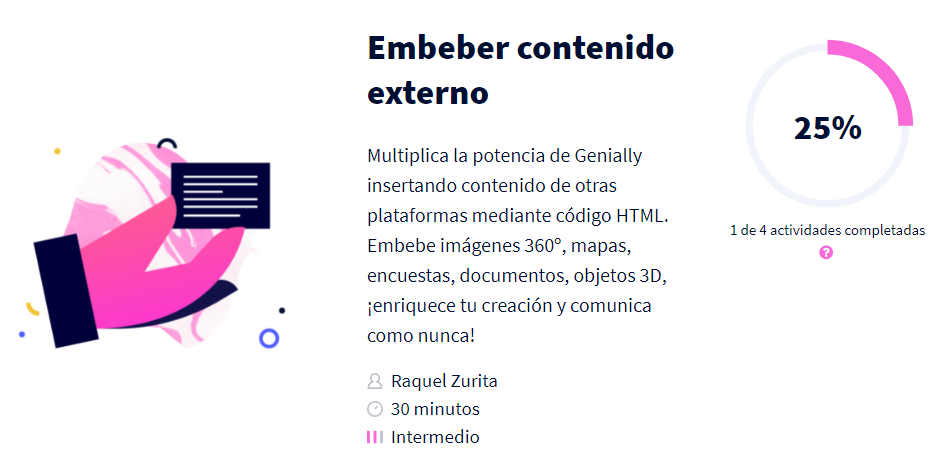 Embeber contenido
externo
Multiplica la potencia de Genially
insertando contenido de otras
plataformas mediante código HTML.
Embebe imágenes 360º, mapas,
encuestas, documentos, objetos 3D,
¡enriquece tu creación y comunica
como nunca!
Raquel Zurita
30 minutos
Intermedio
25%
1 de 4 actividades completadas
?